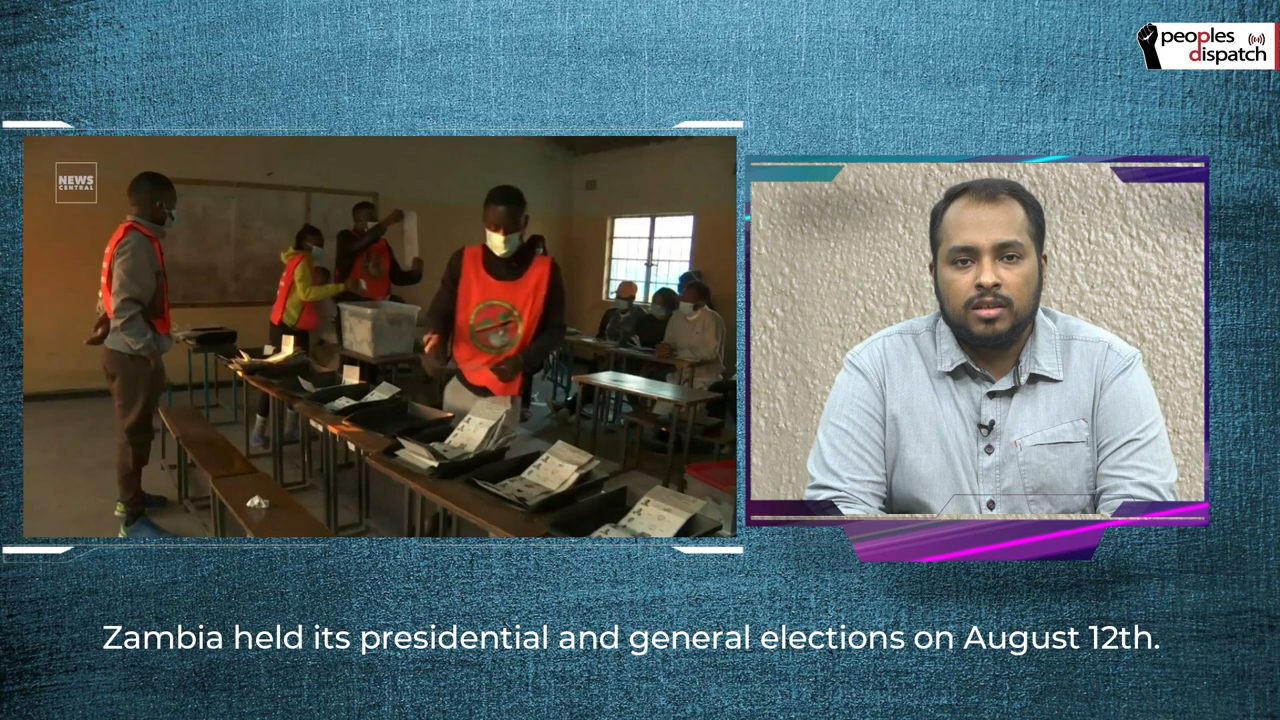 peoples
dispatch
NEWS
CENTRAL
Zambia held its presidential and general elections on August 12th.